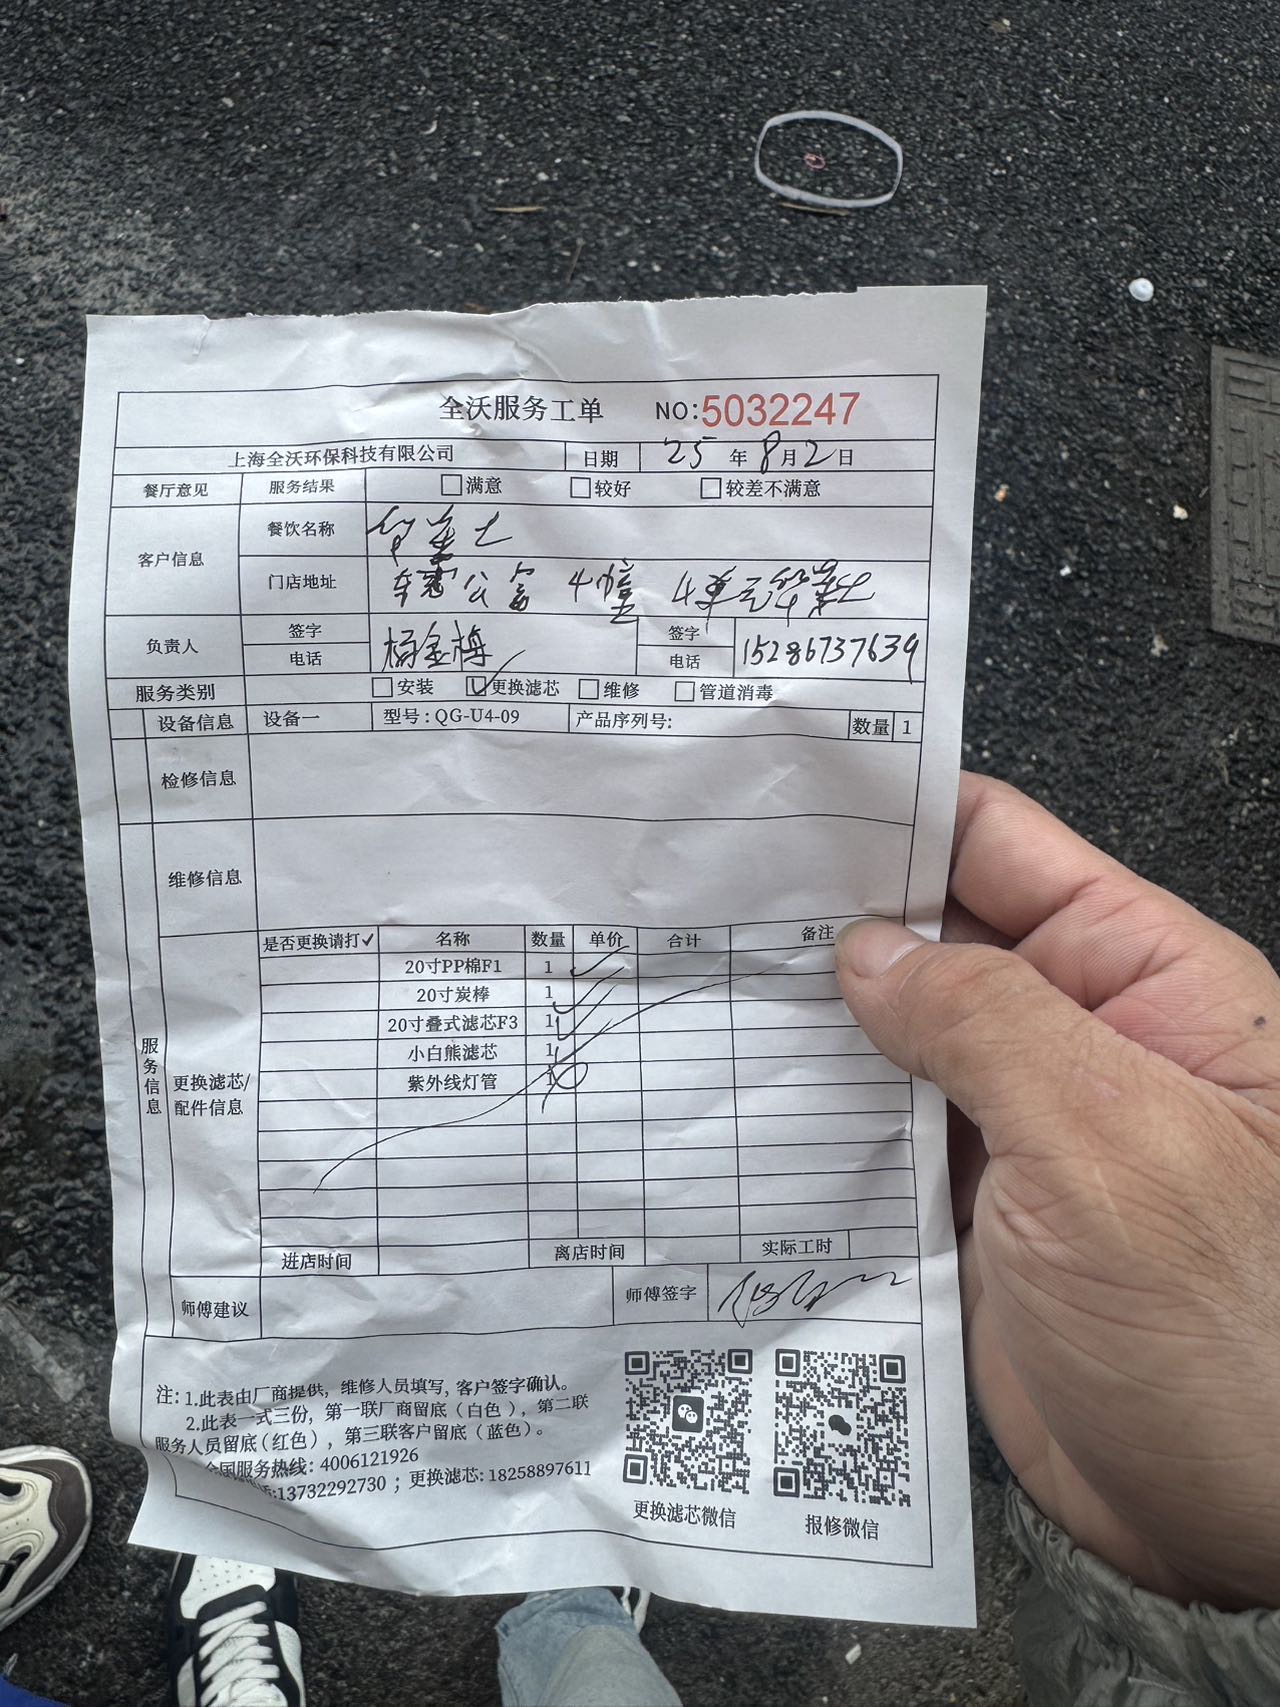 全沃服务工单 NO:5032247
上海全沃环保科技有限公司 日期 25年8月2日
餐厅意见 服务结果 满意 较好 较差不满意
客户信息 餐饮名称 华莱士
门店地址 公寓 4幢 4单元华莱士
负责人 签字 杨金梅 签字
电话 电话 15286737639
服务类别 安装 更换滤芯 维修 管道消毒
设备信息 设备一 型号:QG-U4-09 产品序列号: 数量 1
检修信息
维修信息
服务信息
更换滤芯/配件信息
是否更换请打✓ 名称 数量 单价 合计 备注
20寸PP棉F1 1
20寸炭棒 1
20寸叠式滤芯F3 1
小白熊滤芯 1
紫外线灯管 1
进店时间 离店时间 实际工时
师傅建议 师傅签字
注:1.此表由厂商提供,维修人员填写,客户签字确认。
2.此表一式三份,第一联厂商留底(白色),第二联
服务人员留底(红色),第三联客户留底(蓝色)。
全国服务热线:4006121926
:13732292730;更换滤芯:18258897611
更换滤芯微信 报修微信